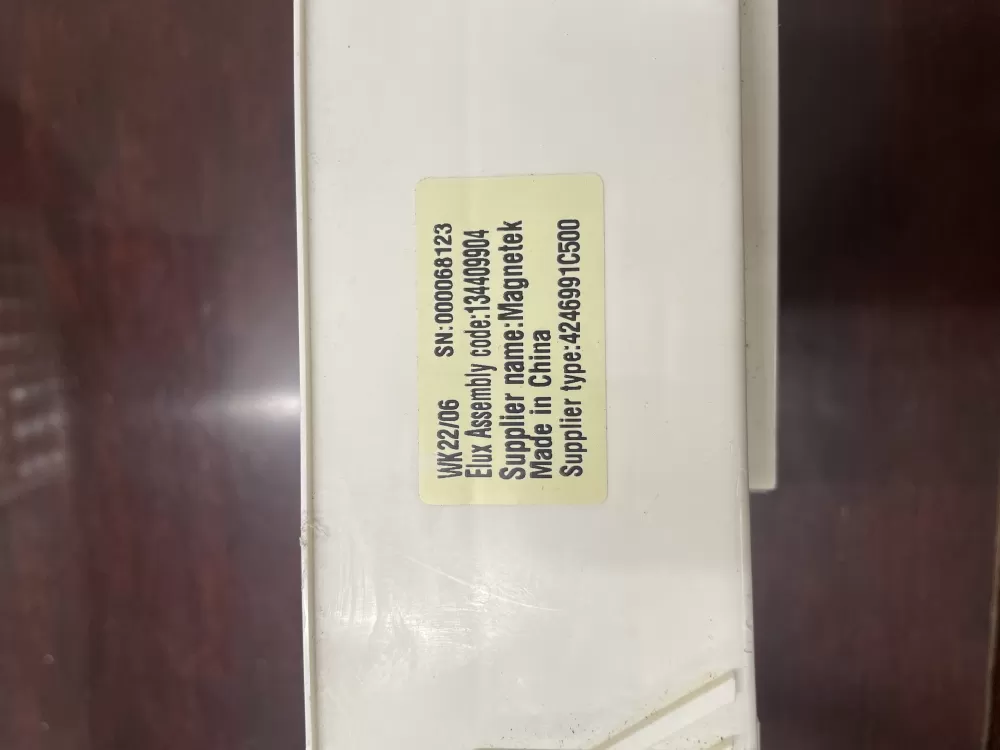 WK22/06 SN:000068123
Elux Assembly code:134409904
Supplier name:Magnetek
Made in China
Supplier type:4246991C500